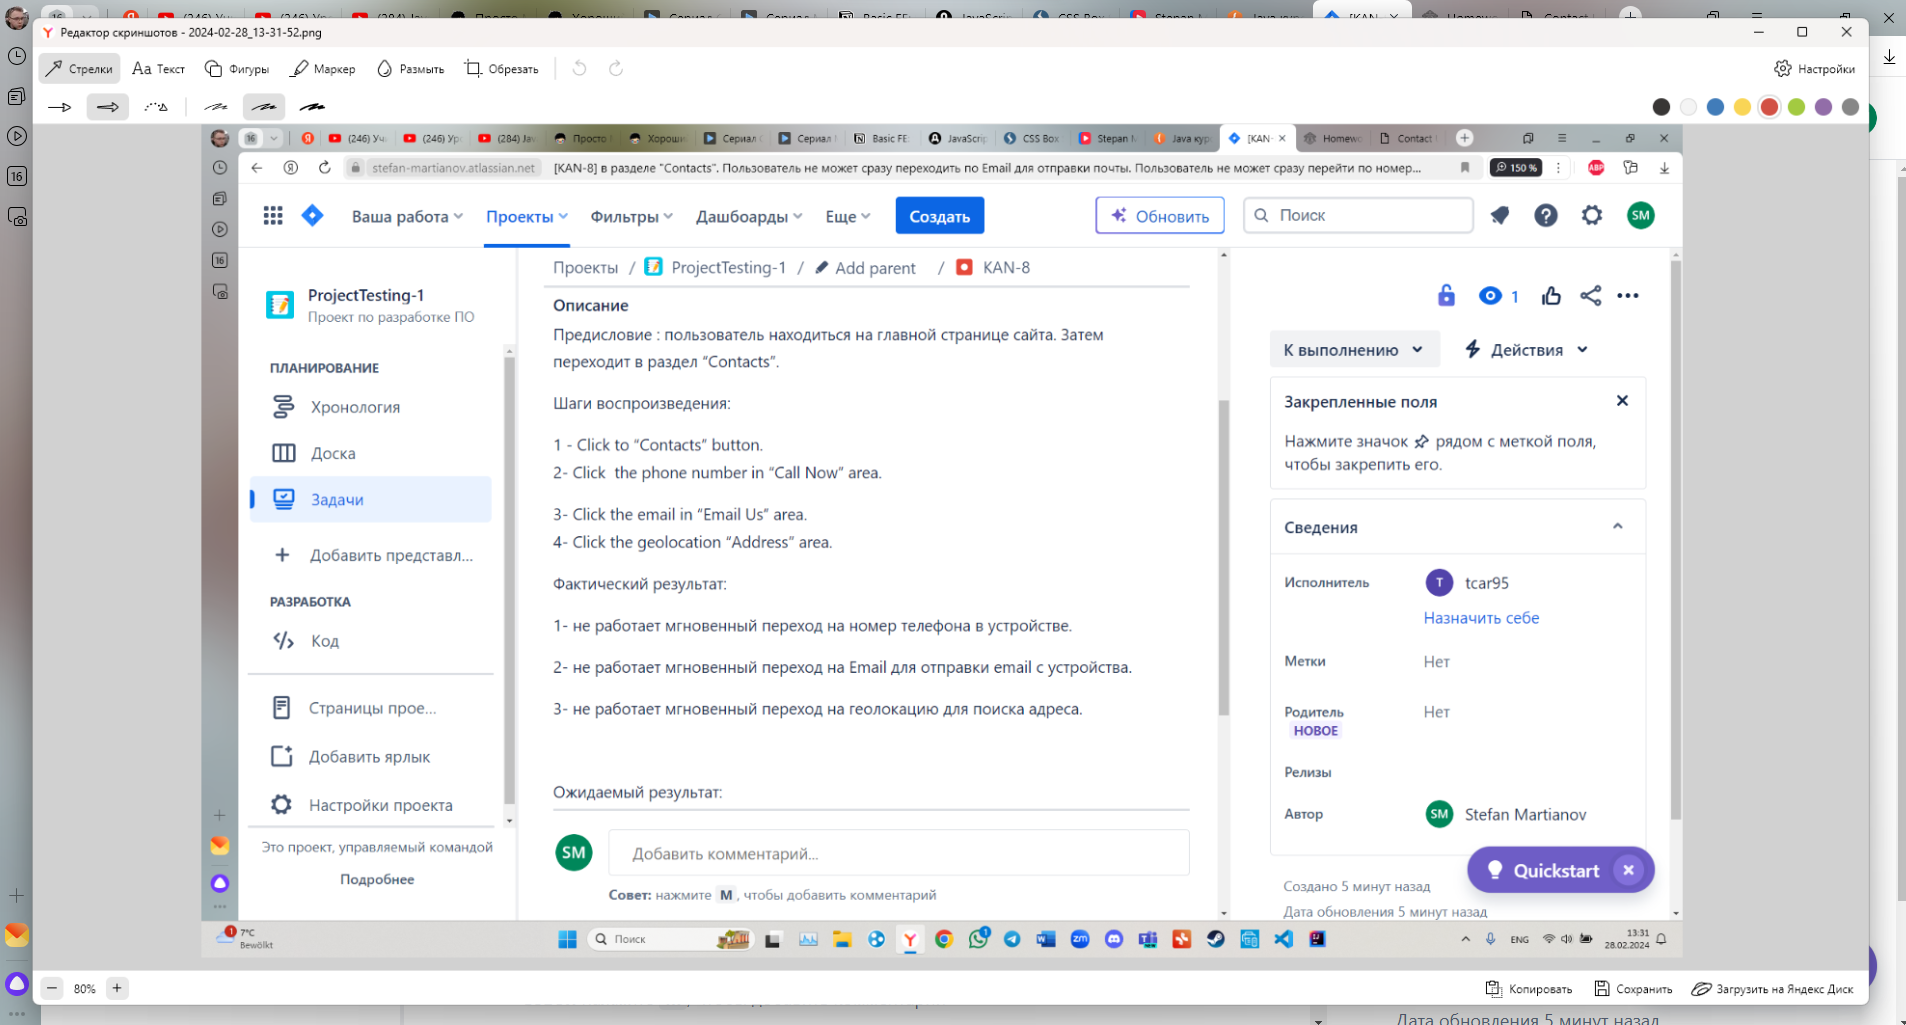 Редактор скриншотов - 2024-02-28_13-31-52.png
Стрелки
Aa Текст
Фигуры
Маркер
Размыть
Обрезать
Настройки
16
(246) Уч
(246) Ур
(284) Ja
Просто
Хороши
Сериал
Сериал
Basic FE:
JavaScrip
CSS Box
Stepan M
Java кур
[KAN-
Homewo
Contact
stefan-martianov.atlassian.net
[KAN-8] в разделе "Contacts". Пользователь не может сразу переходить по Email для отправки почты. Пользователь не может сразу перейти по номер...
150 %
ABP
Ваша работа
Проекты
Фильтры
Дашбоарды
Еще
Создать
Обновить
Поиск
SM
ProjectTesting-1
Проект по разработке ПО
ПЛАНИРОВАНИЕ
Хронология
Доска
Задачи
Добавить представл...
РАЗРАБОТКА
Код
Страницы прое...
Добавить ярлык
Настройки проекта
Это проект, управляемый командой
Подробнее
Проекты / ProjectTesting-1 / Add parent / KAN-8
Описание
Предисловие : пользователь находиться на главной странице сайта. Затем
переходит в раздел “Contacts”.
Шаги воспроизведения:
1 - Click to “Contacts” button.
2- Click the phone number in “Call Now” area.
3- Click the email in “Email Us” area.
4- Click the geolocation “Address” area.
Фактический результат:
1- не работает мгновенный переход на номер телефона в устройстве.
2- не работает мгновенный переход на Email для отправки email с устройства.
3- не работает мгновенный переход на геолокацию для поиска адреса.
Ожидаемый результат:
SM
Добавить комментарий...
Совет: нажмите M , чтобы добавить комментарий
1
К выполнению
Действия
Закрепленные поля
Нажмите значок рядом с меткой поля,
чтобы закрепить его.
Сведения
Исполнитель
T tcar95
Назначить себе
Метки
Нет
Родитель
Нет
НОВОЕ
Релизы
Автор
SM Stefan Martianov
Quickstart
Создано 5 минут назад
Дата обновления 5 минут назад
1
7°C
Bewölkt
Поиск
ENG
13:31
28.02.2024
80%
Копировать
Сохранить
Загрузить на Яндекс Диск
Дата обновления 5 минут назад